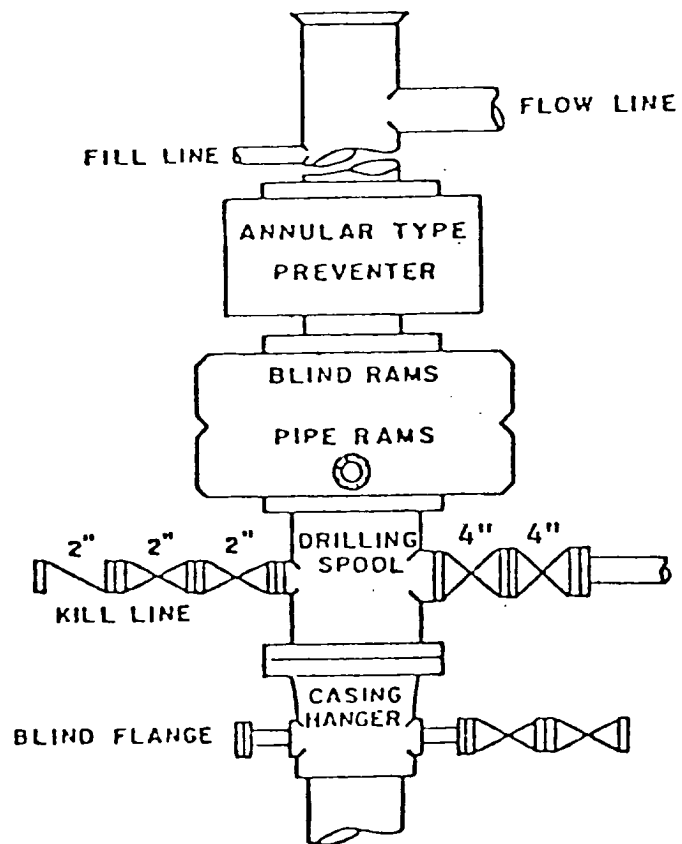 FLOW LINE
FILL LINE
ANNULAR TYPE
PREVENTER
BLIND RAMS
PIPE RAMS
2" 2" 2"
DRILLING
SPOOL
4" 4"
KILL LINE
CASING
HANGER
BLIND FLANGE